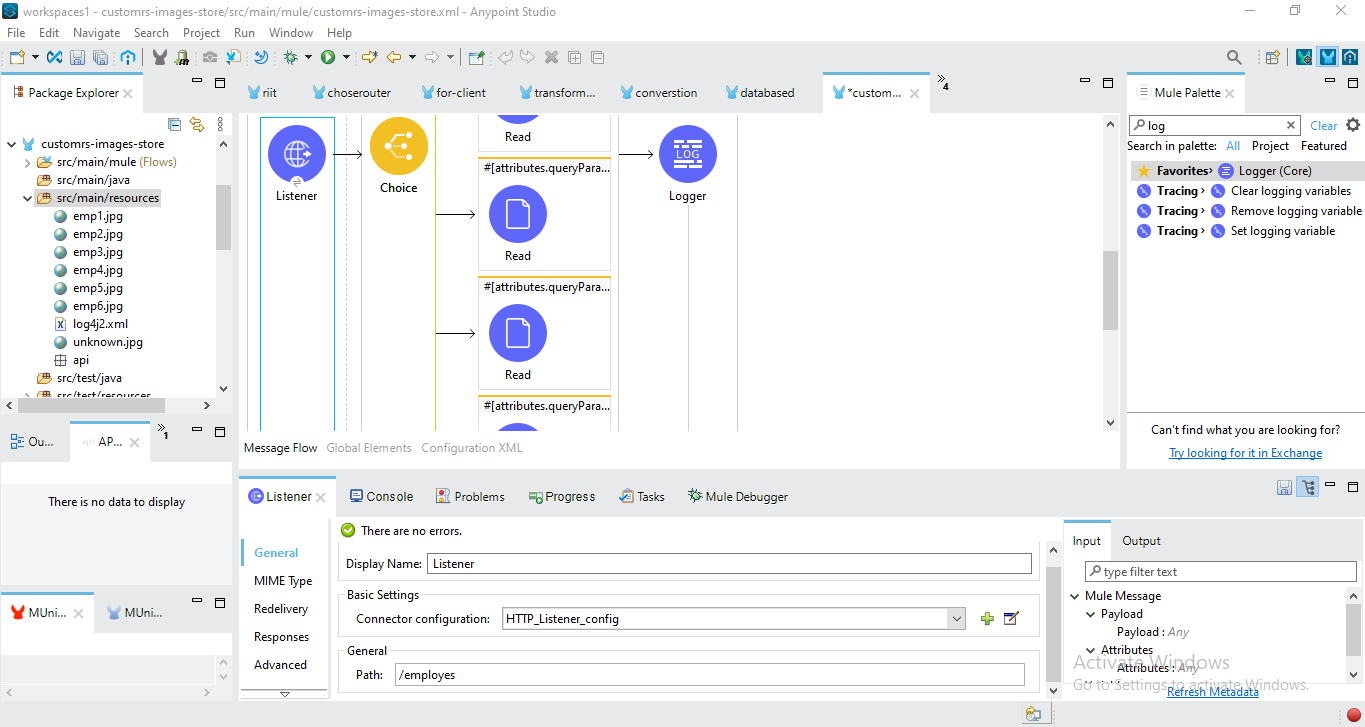 workspaces1 - customrs-images-store/src/main/mule/customrs-images-store.xml - Anypoint Studio
File Edit Navigate Search Project Run Window Help
Package Explorer
customrs-images-store
src/main/mule (Flows)
src/main/java
src/main/resources
emp1.jpg
emp2.jpg
emp3.jpg
emp4.jpg
emp5.jpg
emp6.jpg
log4j2.xml
unknown.jpg
api
src/test/java
src/test/resources
Ou...
api AP...
1
There is no data to display
MUni...
MUni...
riit choserouter for-client transform... converstion databased *custom... 4
Listener
Choice
Read
#[attributes.queryPara...
Read
#[attributes.queryPara...
Read
#[attributes.queryPara...
LOG
Logger
Message Flow Global Elements Configuration XML
Mule Palette
log
Clear
Search in palette: All Project Featured
Favorites Logger (Core)
Tracing Clear logging variables
Tracing Remove logging variable
Tracing Set logging variable
Can't find what you are looking for?
Try looking for it in Exchange
Listener Console Problems Progress Tasks Mule Debugger
There are no errors.
General
MIME Type
Redelivery
Responses
Advanced
Display Name: Listener
Basic Settings
Connector configuration: HTTP_Listener_config
General
Path: /employes
Input Output
type filter text
Mule Message
Payload
Payload : Any
Attributes
Attributes : Any
Refresh Metadata
Activate Windows
Go to Settings to activate Windows.